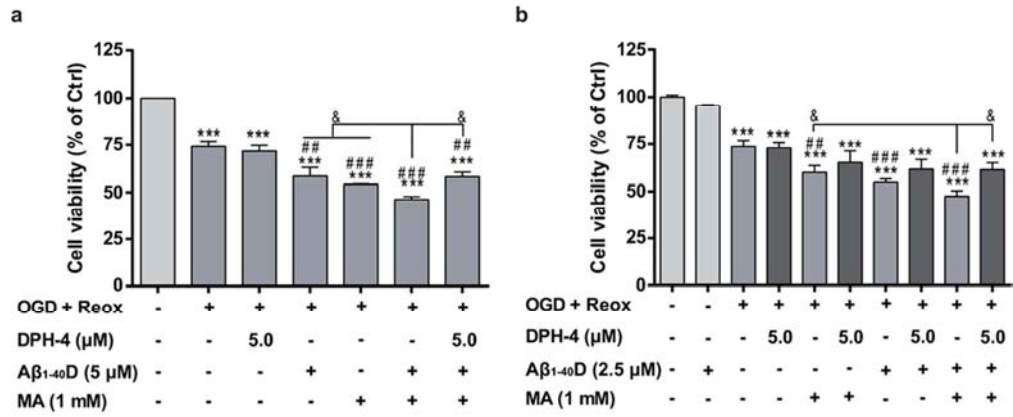 a
Cell viability (% of Ctrl)
125
100
75
50
25
0
& &
*** *** ## *** ### *** ### *** ## ***
OGD + Reox - + + + + + +
DPH-4 (µM) - - 5.0 - - - 5.0
Aβ₁₋₄₀D (5 µM) - - - + - + +
MA (1 mM) - - - - + + +
b
Cell viability (% of Ctrl)
125
100
75
50
25
0
& &
*** *** ## *** *** ### *** *** ### *** ***
OGD + Reox - - + + + + + + + +
DPH-4 (µM) - - - 5.0 - 5.0 - 5.0 - 5.0
Aβ₁₋₄₀D (2.5 µM) - + - - - - + + + +
MA (1 mM) - - - - + + - - + +